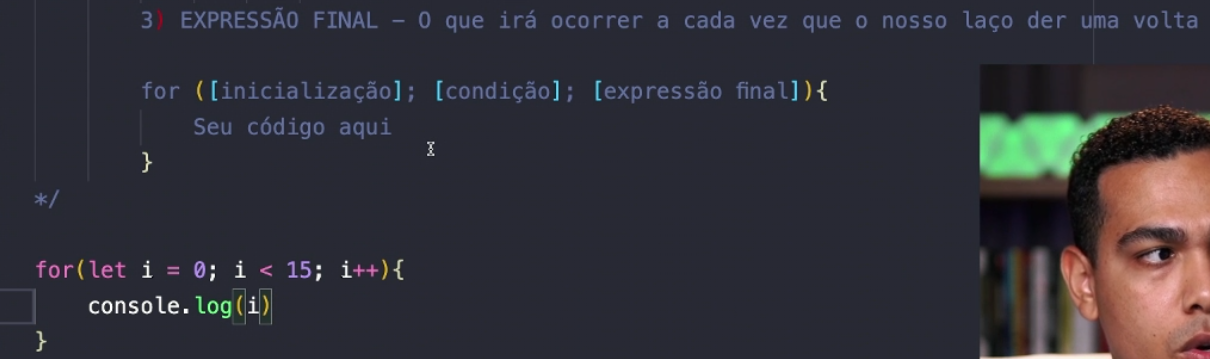 3) EXPRESSÃO FINAL - O que irá ocorrer a cada vez que o nosso laço der uma volta
for ([inicialização]; [condição]; [expressão final]){
Seu código aqui
}
*/
for(let i = 0; i < 15; i++){
console.log(i)
}